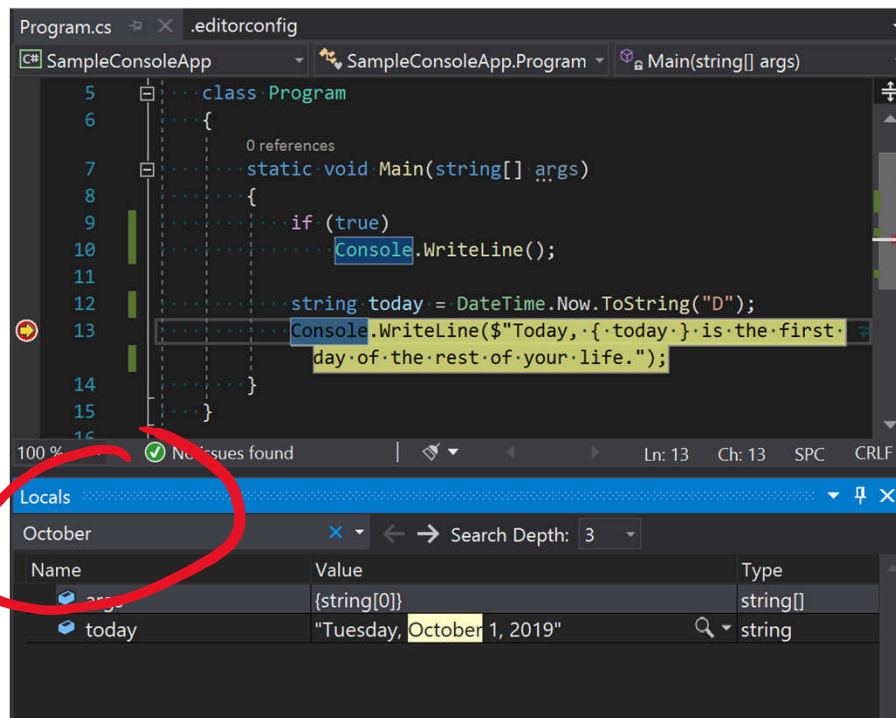 Program.cs .editorconfig
C# SampleConsoleApp SampleConsoleApp.Program Main(string[] args)
5 class Program
6 {
0 references
7 static void Main(string[] args)
8 {
9 if (true)
10 Console.WriteLine();
11
12 string today = DateTime.Now.ToString("D");
13 Console.WriteLine($"Today, { today } is the first
day of the rest of your life.");
14 }
15 }
16
100 % No issues found Ln: 13 Ch: 13 SPC CRLF
Locals
October Search Depth: 3
Name Value Type
args {string[0]} string[]
today "Tuesday, October 1, 2019" string